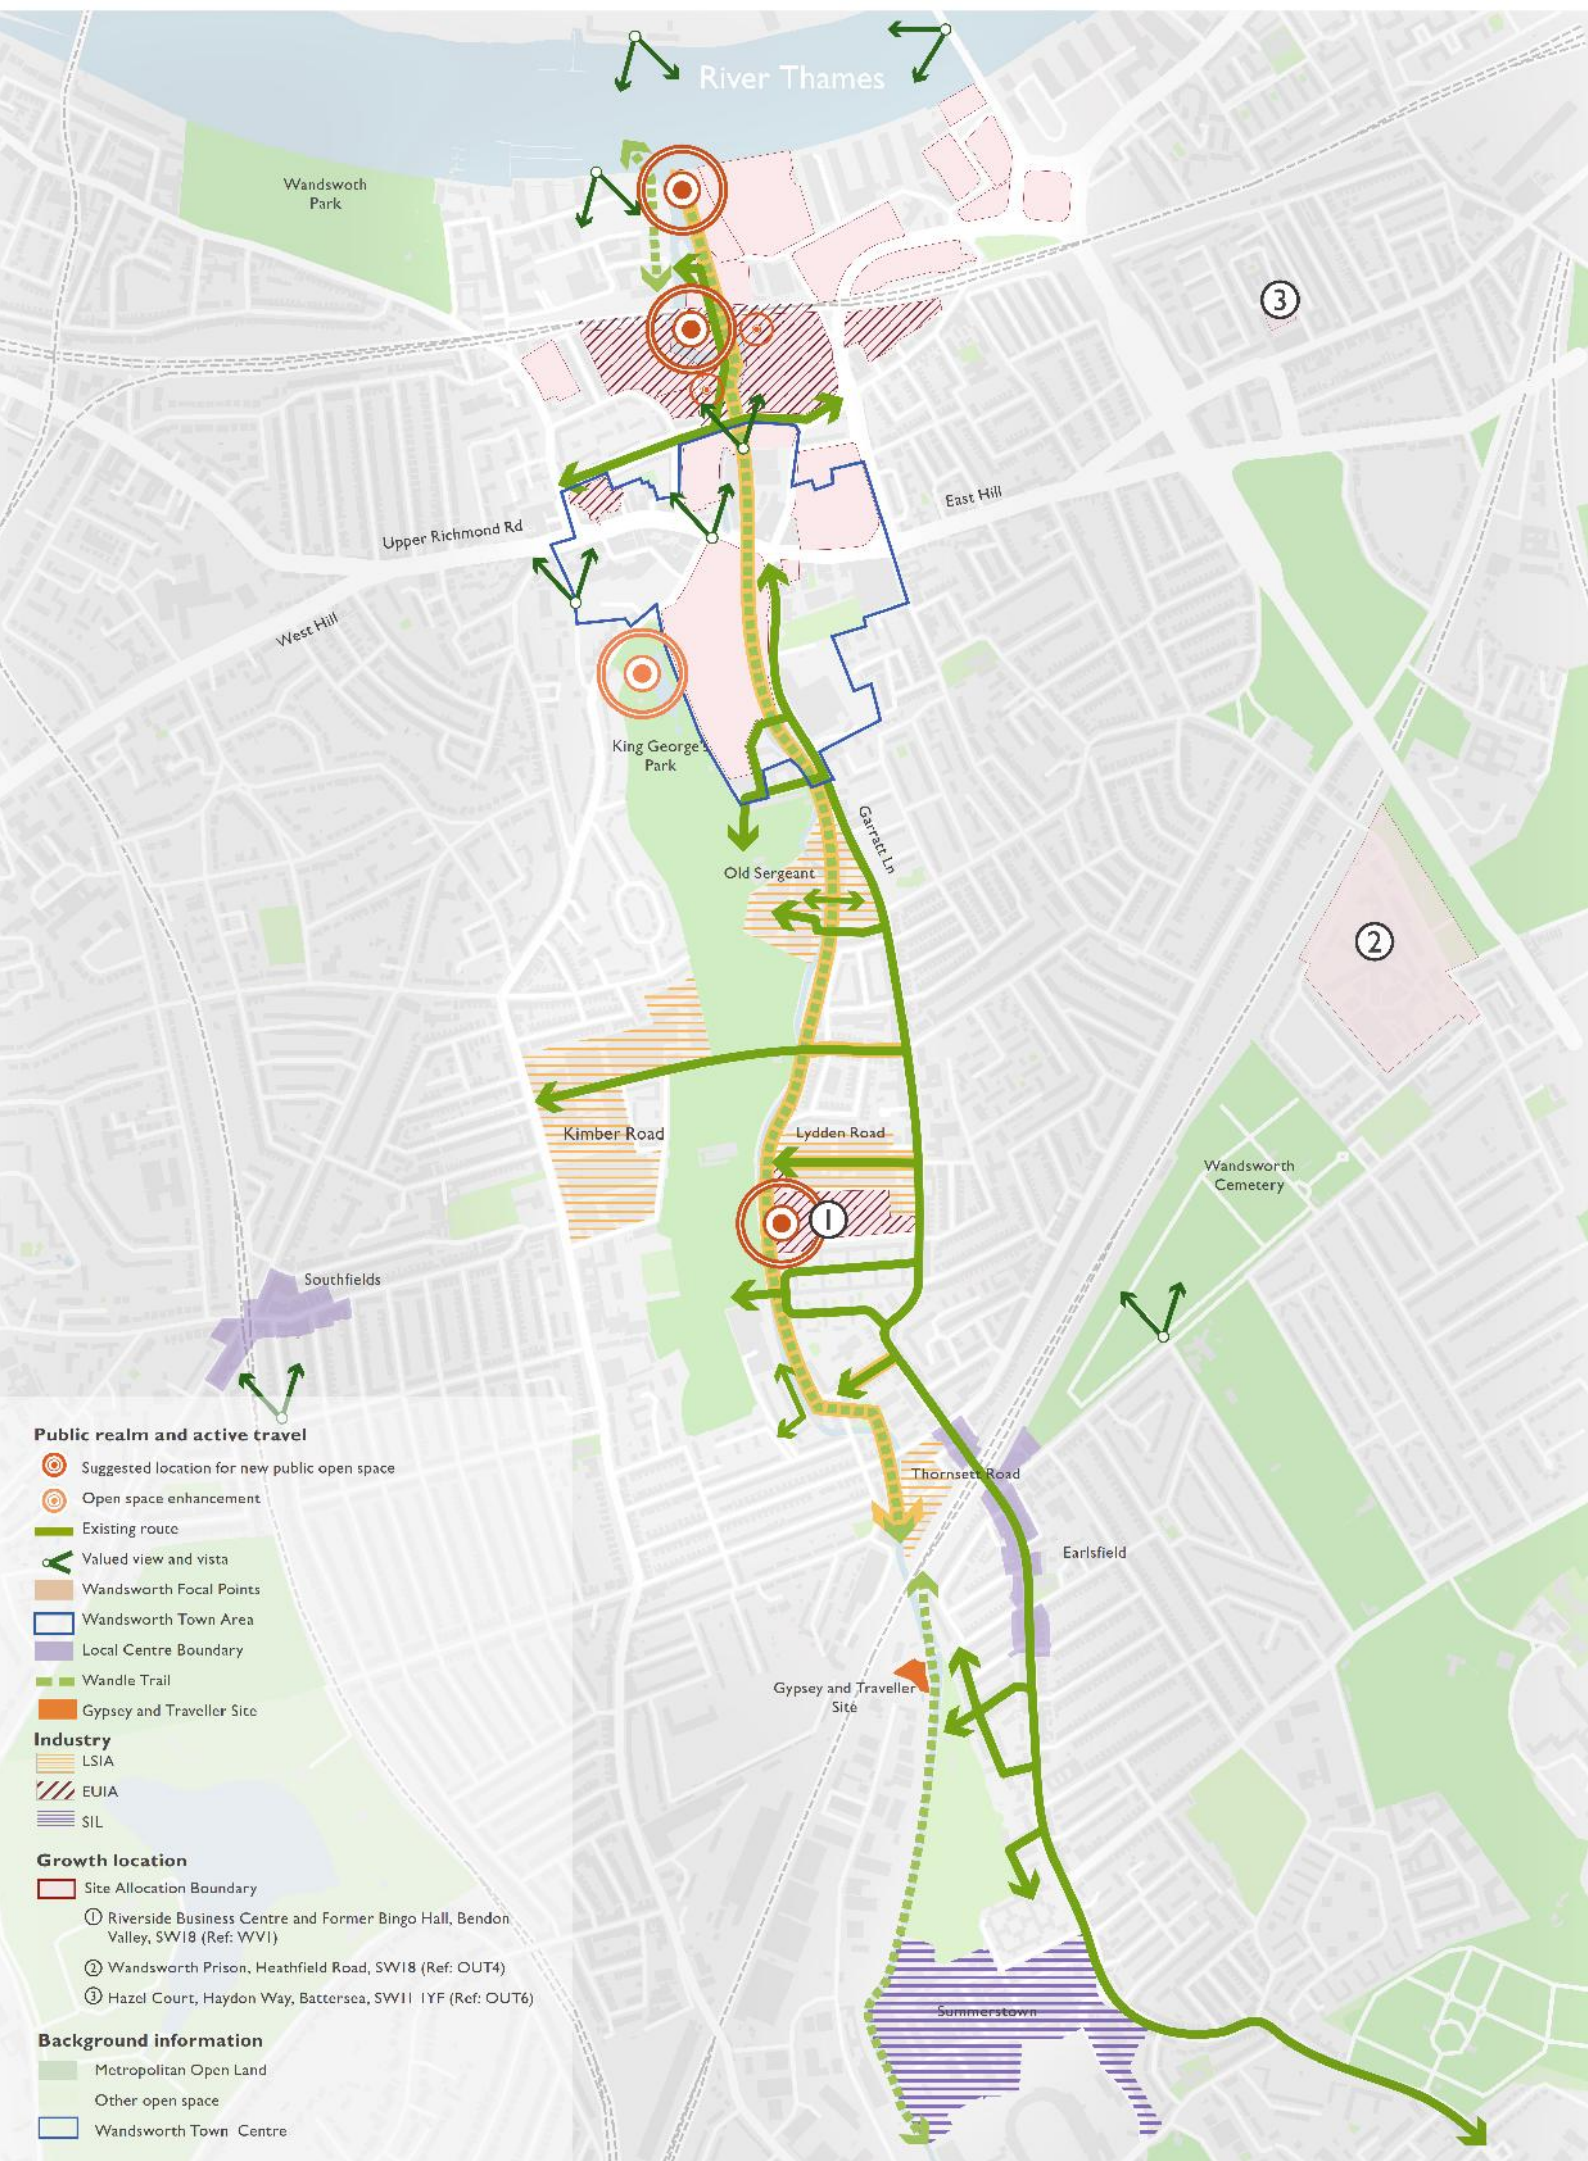 River Thames
Wandswoth
Park
3
East Hill
Upper Richmond Rd
West Hill
King George's
Park
Garratt Ln
Old Sergeant
2
Kimber Road
Lydden Road
Wandsworth
Cemetery
1
Southfields
Thornsett Road
Earlsfield
Gypsey and Traveller
Site
Summerstown
Public realm and active travel
Suggested location for new public open space
Open space enhancement
Existing route
Valued view and vista
Wandsworth Focal Points
Wandsworth Town Area
Local Centre Boundary
Wandle Trail
Gypsey and Traveller Site
Industry
LSIA
EUIA
SIL
Growth location
Site Allocation Boundary
1 Riverside Business Centre and Former Bingo Hall, Bendon
Valley, SW18 (Ref: WV1)
2 Wandsworth Prison, Heathfield Road, SW18 (Ref: OUT4)
3 Hazel Court, Haydon Way, Battersea, SW11 1YF (Ref: OUT6)
Background information
Metropolitan Open Land
Other open space
Wandsworth Town Centre